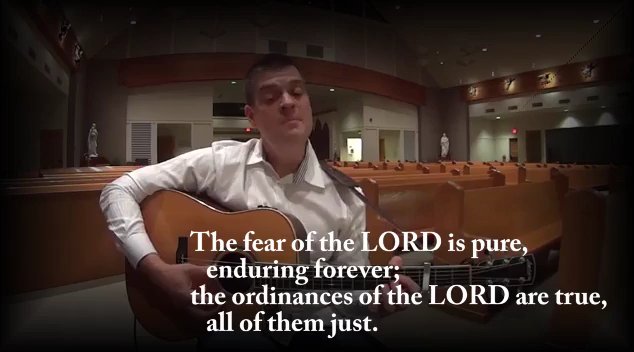 The fear of the LORD is pure,
enduring forever;
the ordinances of the LORD are true,
all of them just.